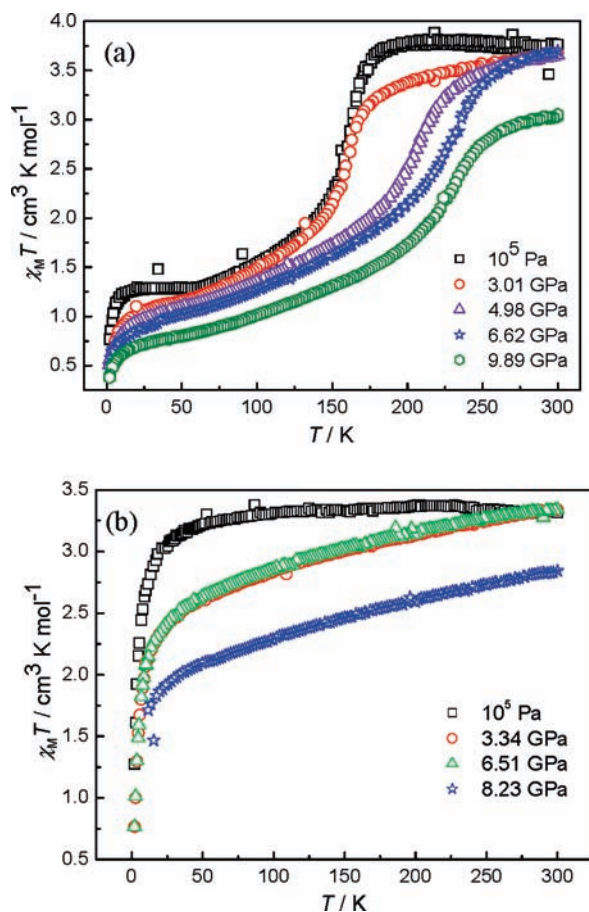 (a)
4.0
3.5
3.0
2.5
2.0
1.5
1.0
0.5
χ_M T / cm³ K mol⁻¹
10⁵ Pa
3.01 GPa
4.98 GPa
6.62 GPa
9.89 GPa
0 50 100 150 200 250 300
T / K
(b)
3.5
3.0
2.5
2.0
1.5
1.0
0.5
χ_M T / cm³ K mol⁻¹
10⁵ Pa
3.34 GPa
6.51 GPa
8.23 GPa
0 50 100 150 200 250 300
T / K